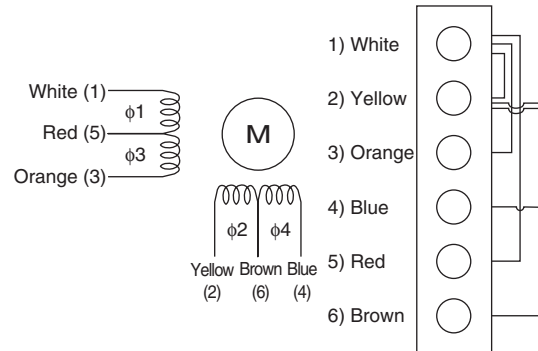 White (1)
ϕ1
Red (5)
ϕ3
Orange (3)
M
ϕ2 ϕ4
Yellow Brown Blue
(2) (6) (4)
1) White
2) Yellow
3) Orange
4) Blue
5) Red
6) Brown